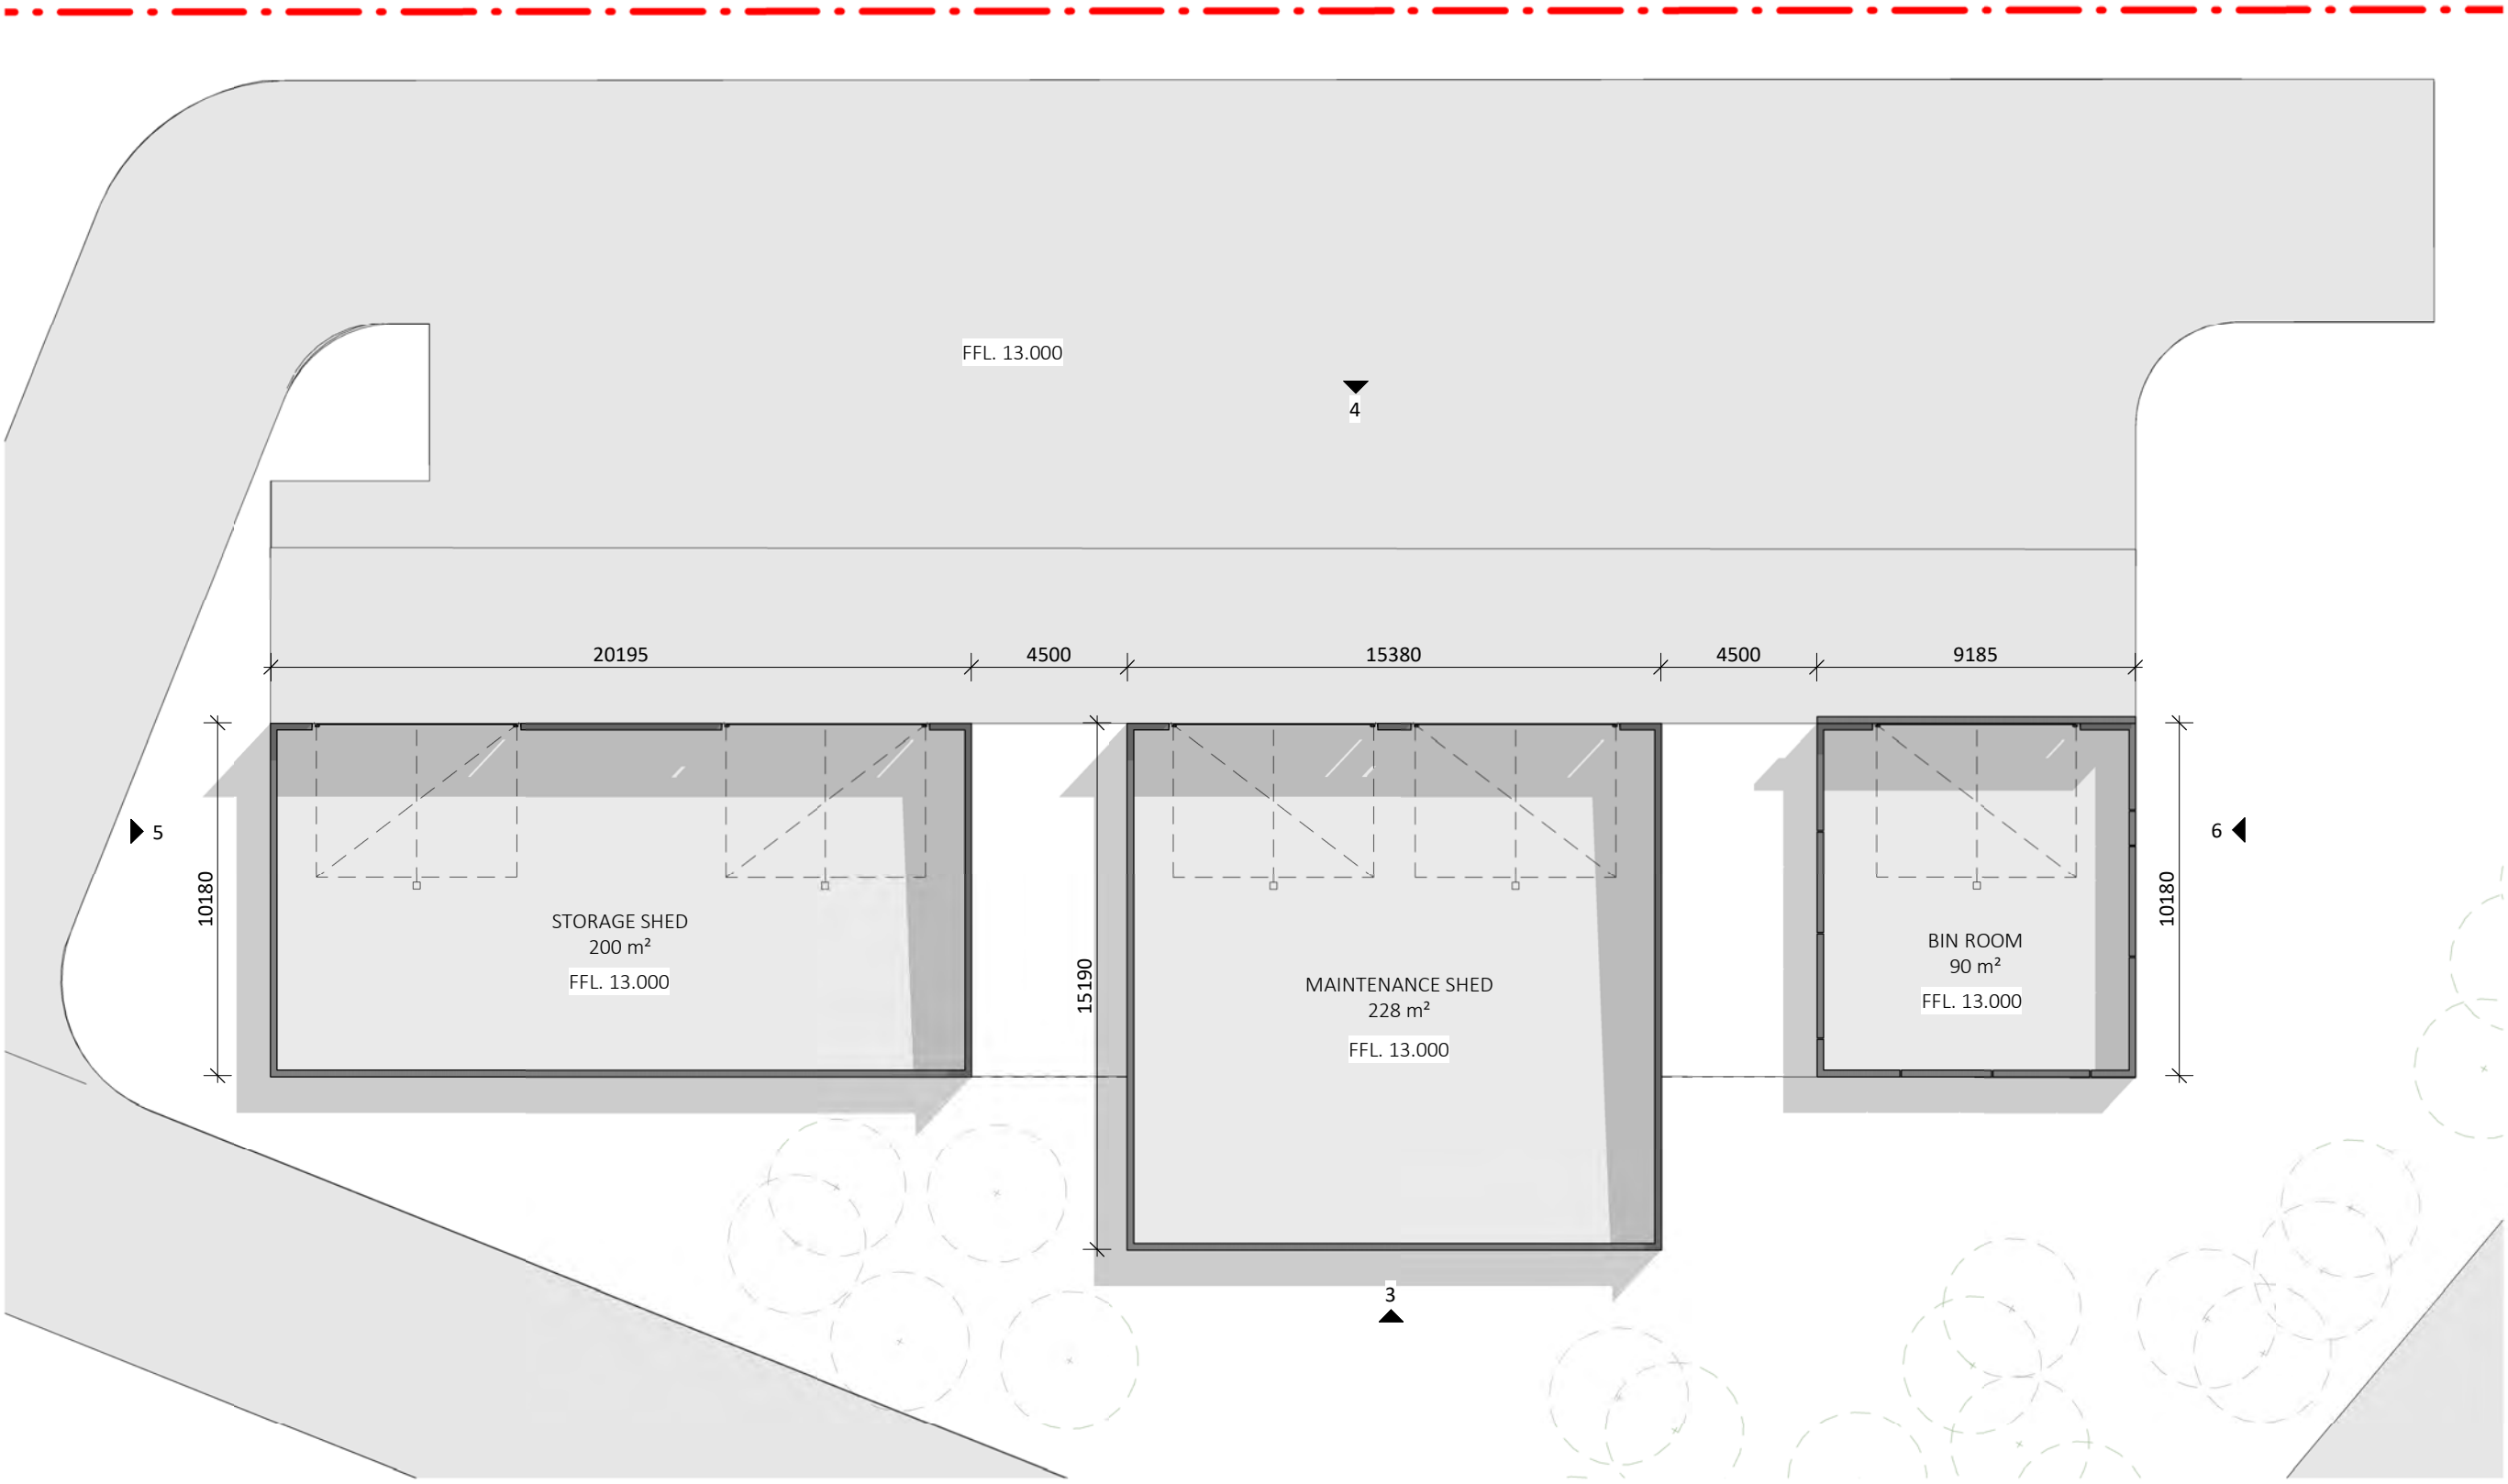 FFL. 13.000
4
20195
4500
15380
4500
9185
5
6
10180
STORAGE SHED
200 m²
FFL. 13.000
15190
MAINTENANCE SHED
228 m²
FFL. 13.000
BIN ROOM
90 m²
FFL. 13.000
10180
3